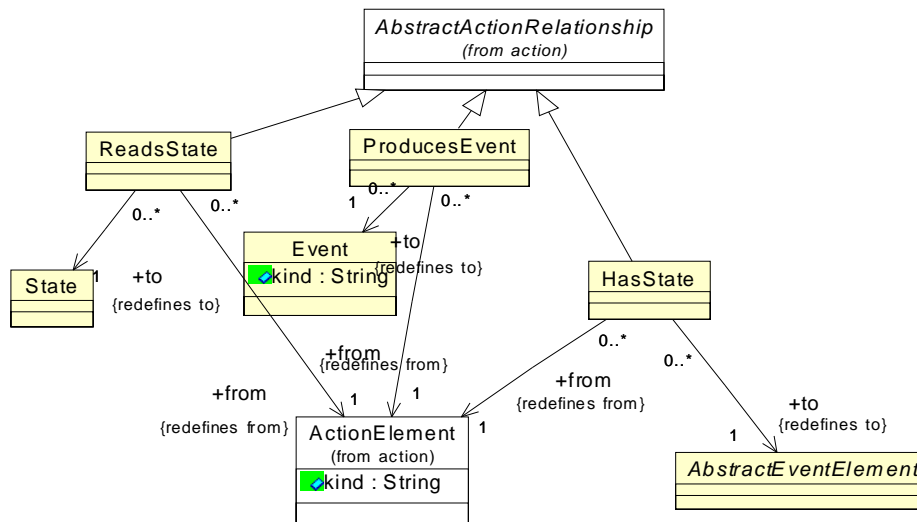 AbstractActionRelationship
(from action)
ReadsState
ProducesEvent
0..*
0..*
1
0..*
0..*
Event
kind : String
+to
{redefines to}
State
1
+to
{redefines to}
HasState
0..*
0..*
+from
{redefines from}
+from
{redefines from}
+from
{redefines from}
1
1
1
+to
{redefines to}
1
ActionElement
(from action)
kind : String
AbstractEventElement